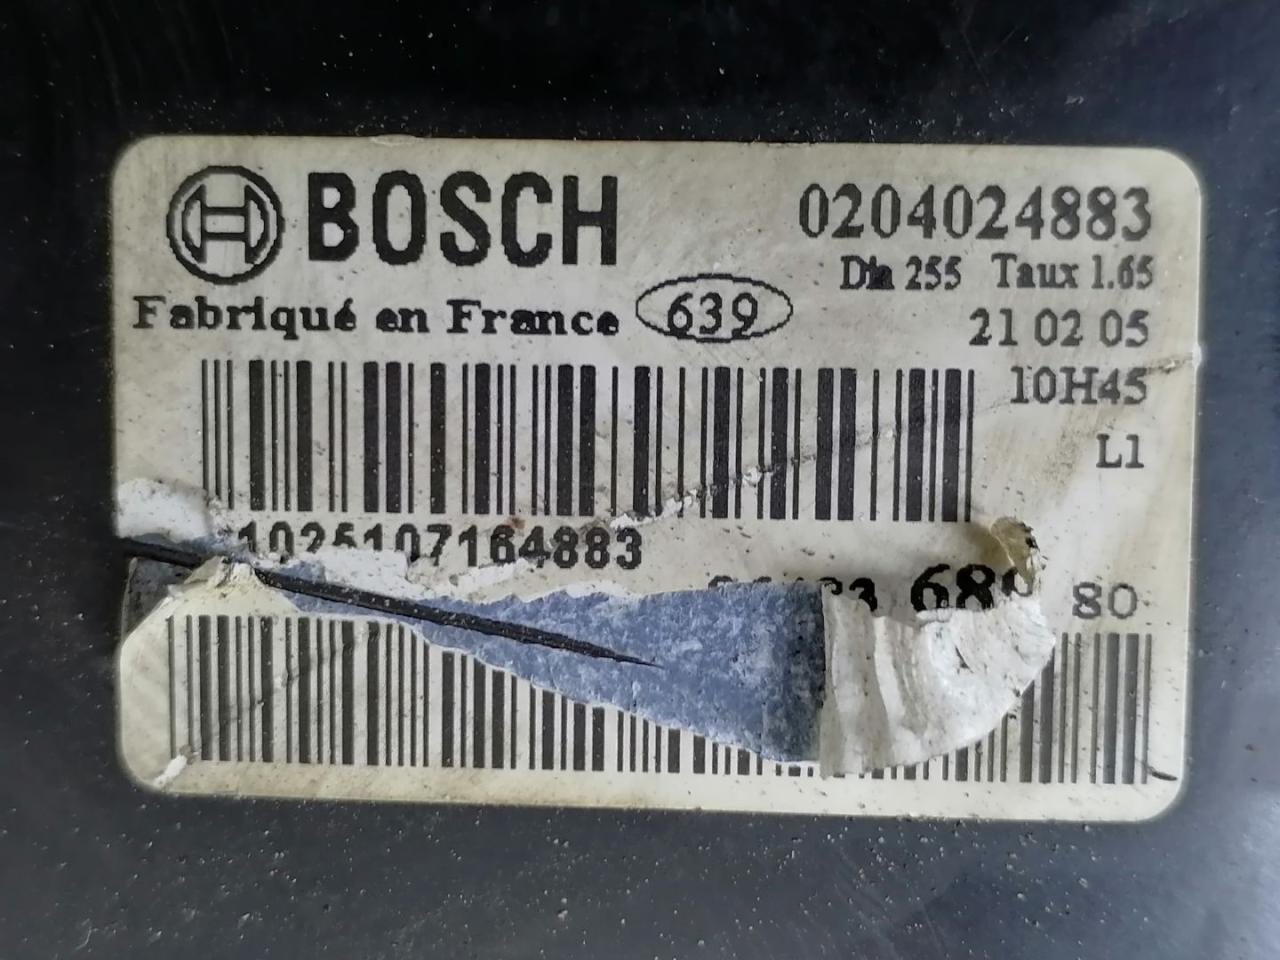 BOSCH 0204024883
Dia 255 Taux 1.65
Fabriqué en France 639
21 02 05
10H45
L1
1025107164883
80